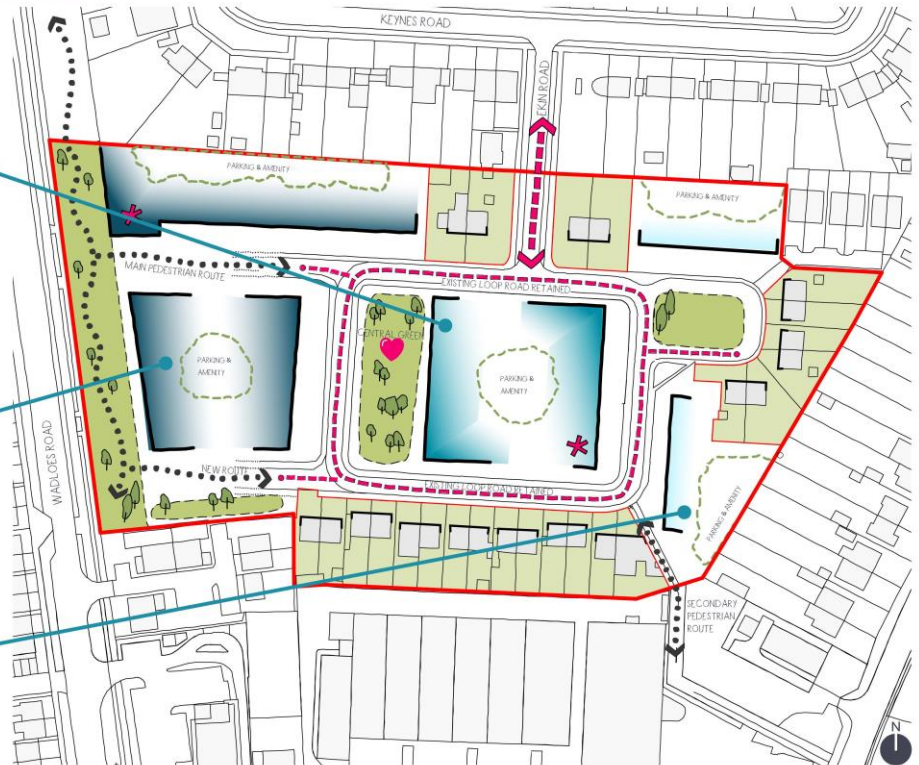 KEYNES ROAD
EKIN ROAD
PARKING & AMENITY
PARKING & AMENITY
MAIN PEDESTRIAN ROUTE
EXISTING LOOP ROAD RETAINED
CENTRAL GREEN
PARKING &
AMENITY
PARKING &
AMENITY
WADLOES ROAD
NEW ROUTE
EXISTING LOOP ROAD RETAINED
PARKING & AMENITY
SECONDARY
PEDESTRIAN
ROUTE
N